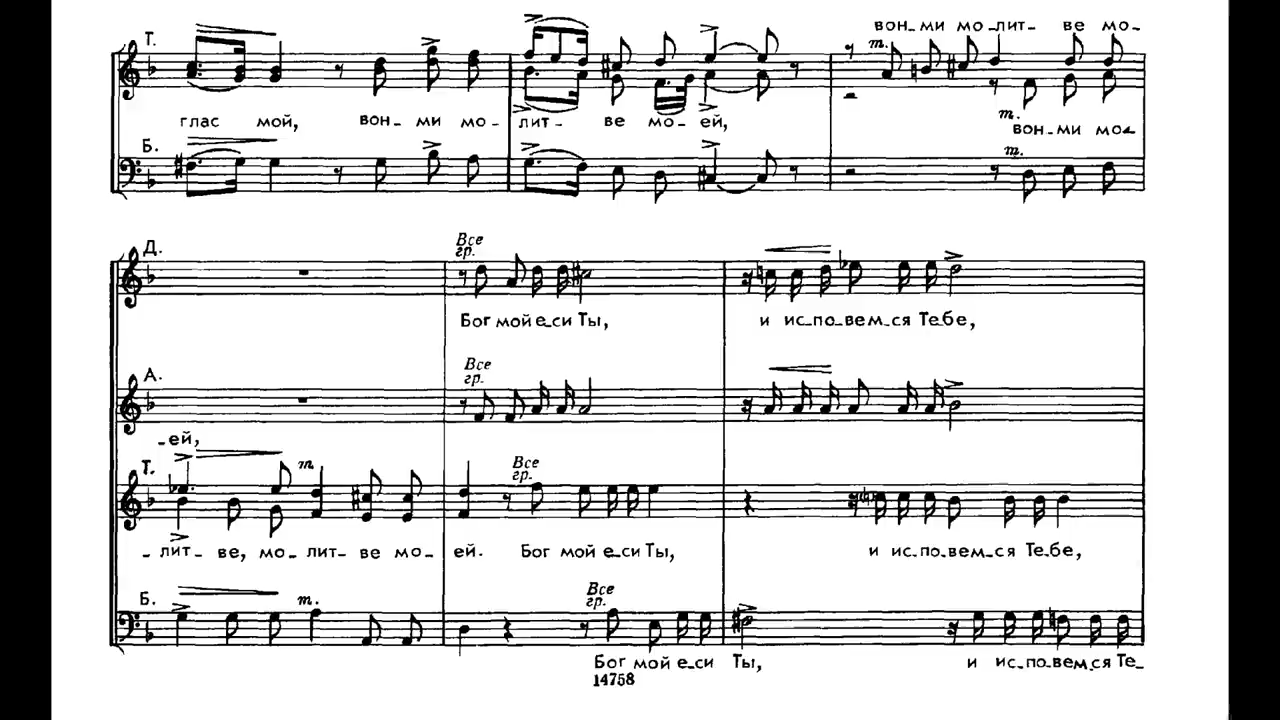 вон-ми мо-лит- ве мо-
Т.
т.
глас мой, вон-ми мо-лит- ве мо-ей,
т.
вон-ми мо-
Б.
т.
Д.
Все
гр.
Бог мой е-си Ты, и ис-по-вем-ся Тебе,
А.
Все
гр.
-ей,
Т.
т.
Все
гр.
-лит-ве, мо-лит-ве мо-ей. Бог мой е-си Ты, и ис-по-вем-ся Тебе,
Б.
т.
Все
гр.
Бог мой е-си Ты, и ис-по-вем-ся Те-
14758